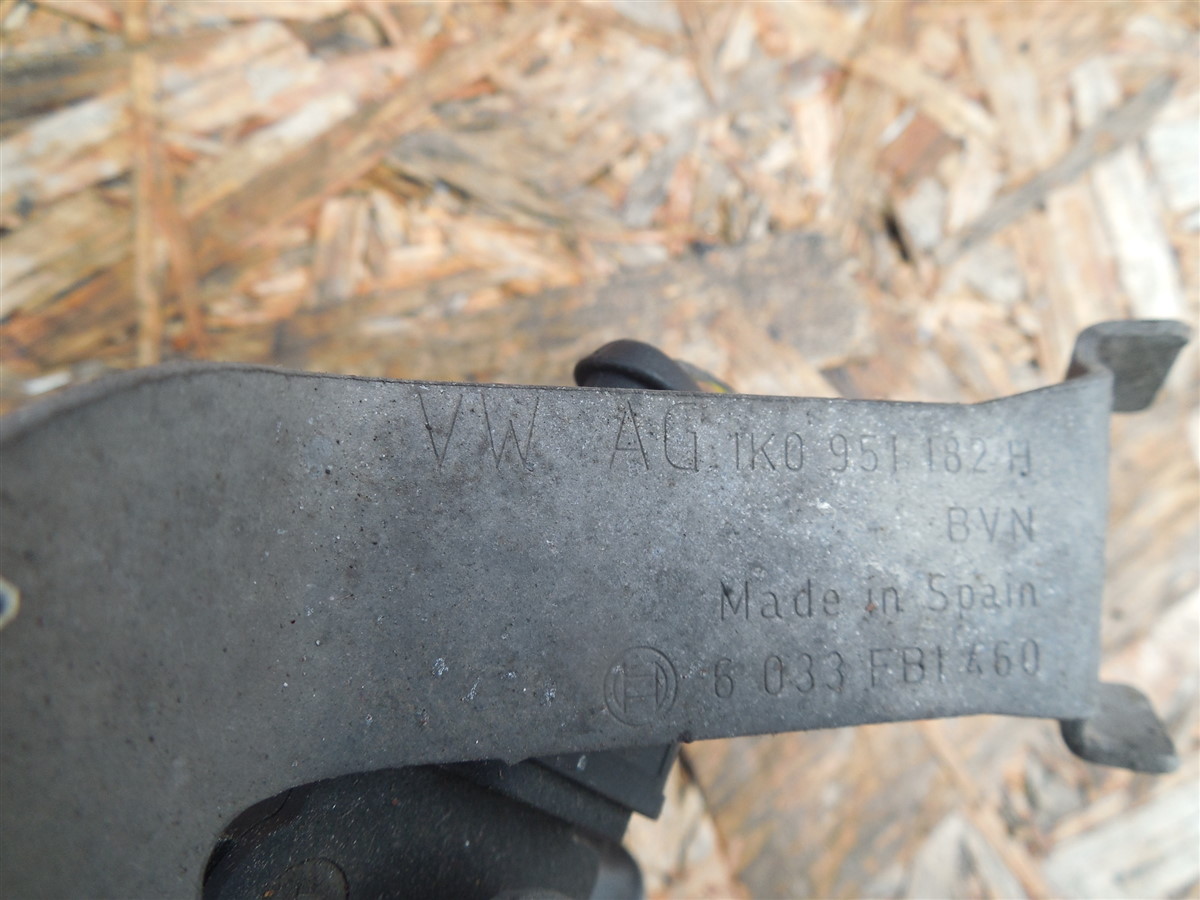 VW AG 1K0 951 182 H
BVN
Made in Spain
6 033 FB1 460